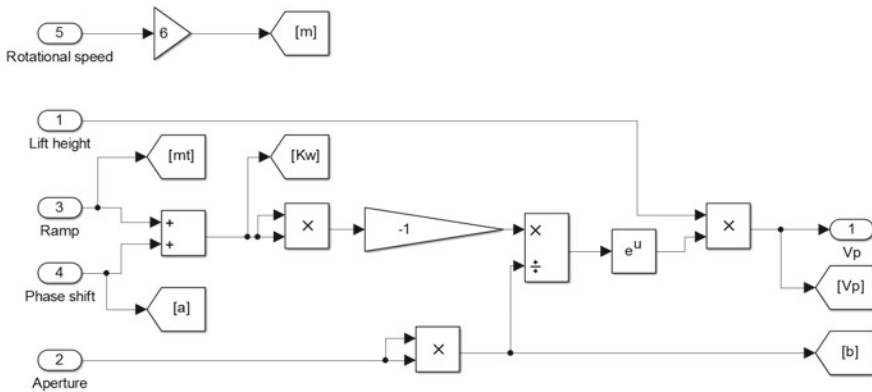 5
Rotational speed
6
[m]
1
Lift height
[mt]
[Kw]
3
Ramp
+
+
×
-1
×
÷
e^u
×
1
Vp
4
Phase shift
[a]
[Vp]
2
Aperture
×
[b]